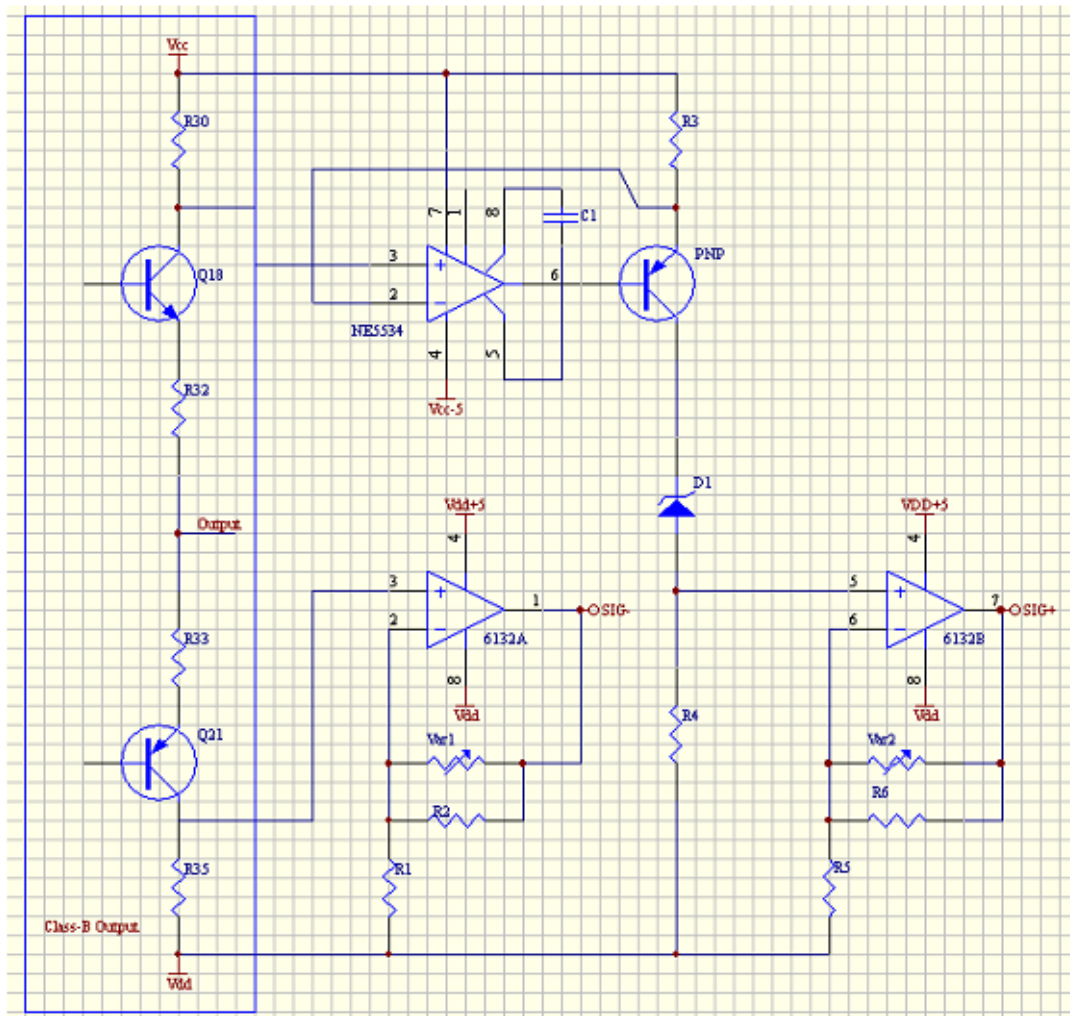 Vcc
R30
R3
7
1
8
C1
Q18
3
2
6
PNP
NE5534
4
5
R32
Vcc-5
D1
Output
Vdd+5
VDD+5
4
4
3
2
1
OSIG-
5
6
7
OSIG+
R33
6132A
6132B
8
8
Vdd
Vdd
Q21
R4
Var1
Var2
R2
R6
R35
R1
R5
Class-B Output
Vdd